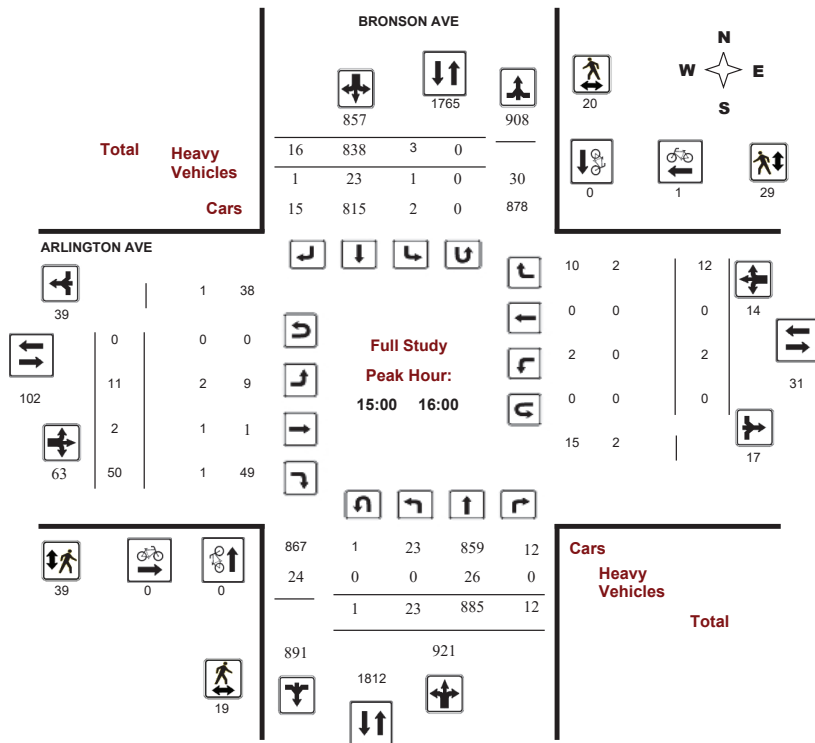 BRONSON AVE
N
W E
S
1765
20
857 908
Total Heavy Vehicles
16 838 3 0
1 23 1 0 30
Cars 15 815 2 0 878
0 1 29
ARLINGTON AVE
10 2 12
1 38
39 14
0 0 0 0 0 0
Full Study
Peak Hour:
15:00 16:00
11 2 9 2 0 2
102 31
2 1 1 0 0 0
15 2
63 50 1 49 17
867 1 23 859 12 Cars
24 0 0 26 0 Heavy Vehicles
1 23 885 12 Total
39 0 0
891 921
1812
19